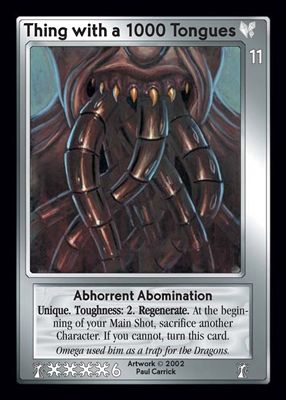 Thing with a 1000 Tongues
11
Abhorrent Abomination
Unique. Toughness: 2. Regenerate. At the begin-
ning of your Main Shot, sacrifice another
Character. If you cannot, turn this card.
Omega used him as a trap for the Dragons.
Artwork © 2002
Paul Carrick
6